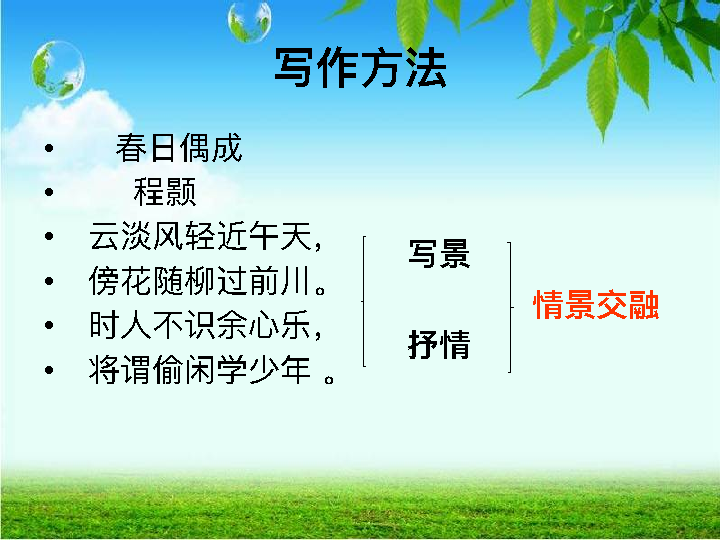 写作方法
• 春日偶成
• 程颢
• 云淡风轻近午天，
• 傍花随柳过前川。
• 时人不识余心乐，
• 将谓偷闲学少年 。
写景
抒情
情景交融